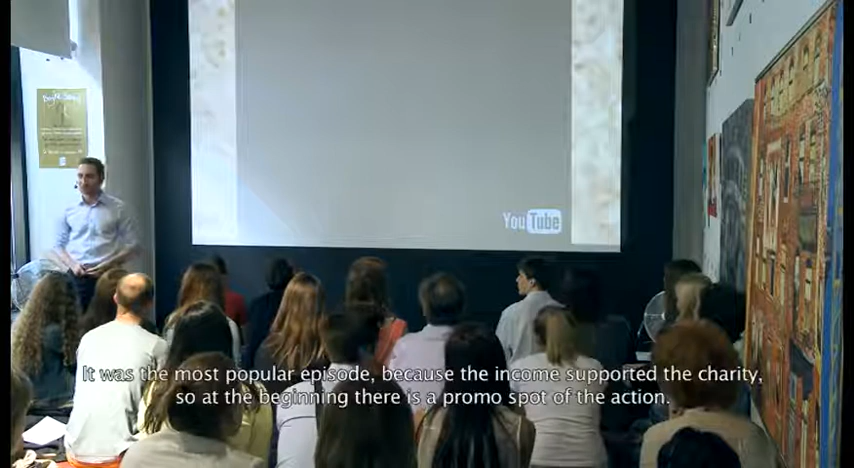 YouTube
It was the most popular episode, because the income supported the charity,
so at the beginning there is a promo spot of the action.